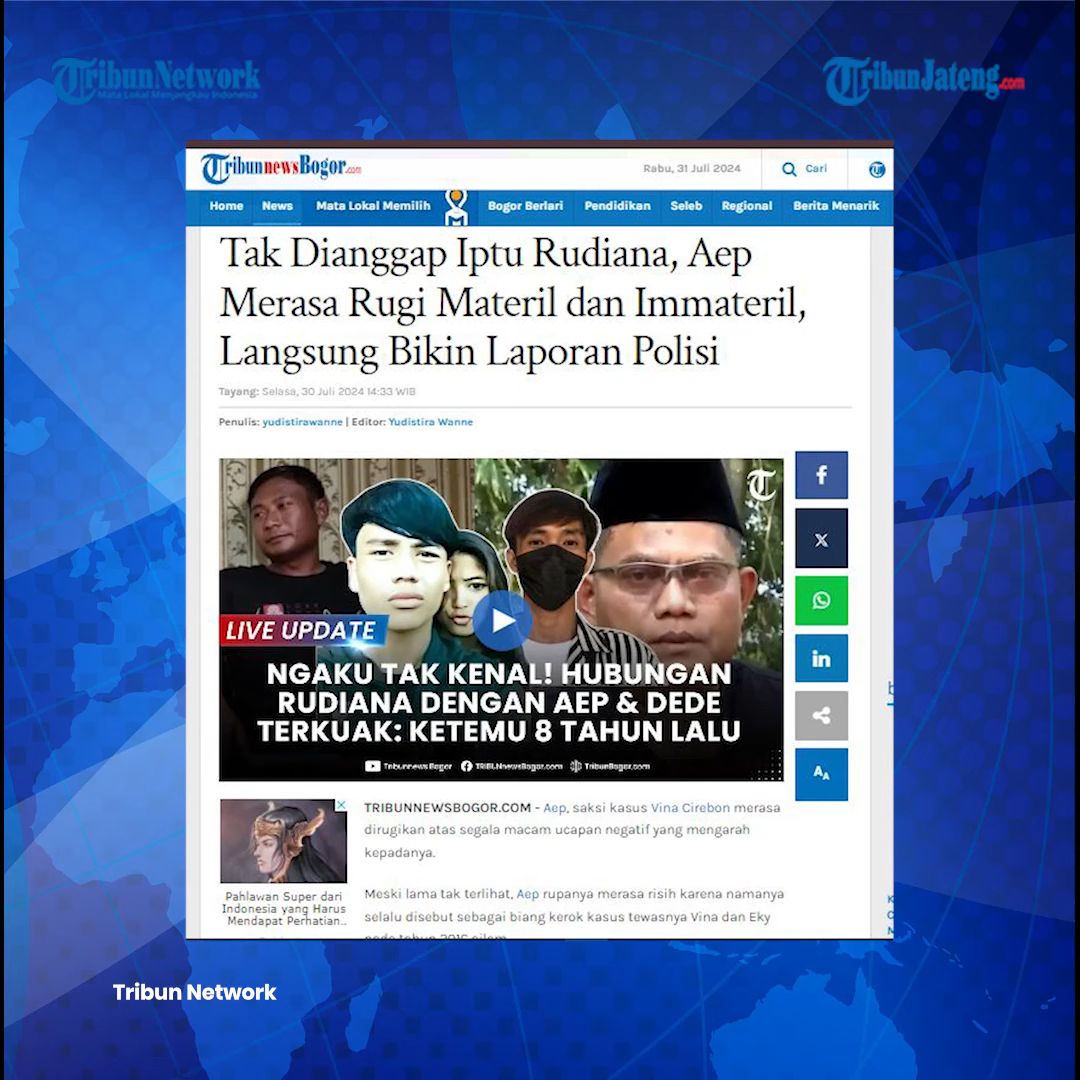 TribunNetwork
Mata Lokal Menjangkau Indonesia
TribunJateng.com
TribunnewsBogor.com
Rabu, 31 Juli 2024
Cari
Home News Mata Lokal Memilih Bogor Berlari Pendidikan Seleb Regional Berita Menarik
Tak Dianggap Iptu Rudiana, Aep
Merasa Rugi Materil dan Immateril,
Langsung Bikin Laporan Polisi
Tayang: Selasa, 30 Juli 2024 14:33 WIB
Penulis: yudistirawanne | Editor: Yudistira Wanne
LIVE UPDATE
NGAKU TAK KENAL! HUBUNGAN
RUDIANA DENGAN AEP & DEDE
TERKUAK: KETEMU 8 TAHUN LALU
Tribunnews Bogor TRIBUNnewsBogor.com TribunBogor.com
TRIBUNNEWSBOGOR.COM - Aep, saksi kasus Vina Cirebon merasa
dirugikan atas segala macam ucapan negatif yang mengarah
kepadanya.
Pahlawan Super dari
Indonesia yang Harus
Mendapat Perhatian..
Meski lama tak terlihat, Aep rupanya merasa risih karena namanya
selalu disebut sebagai biang kerok kasus tewasnya Vina dan Eky
pada tahun 2016 silam
Tribun Network